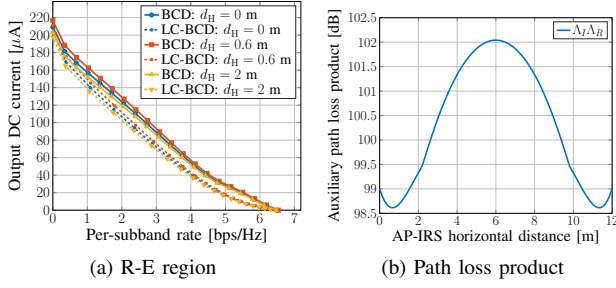 220
200
180
160
140
120
100
80
60
40
20
0
0 1 2 3 4 5 6 7
Output DC current [μA]
Per-subband rate [bps/Hz]
BCD: d_H = 0 m
LC-BCD: d_H = 0 m
BCD: d_H = 0.6 m
LC-BCD: d_H = 0.6 m
BCD: d_H = 2 m
LC-BCD: d_H = 2 m
(a) R-E region
102.5
102
101.5
101
100.5
100
99.5
99
98.5
0 2 4 6 8 10 12
Auxiliary path loss product [dB]
AP-IRS horizontal distance [m]
Λ_I Λ_R
(b) Path loss product